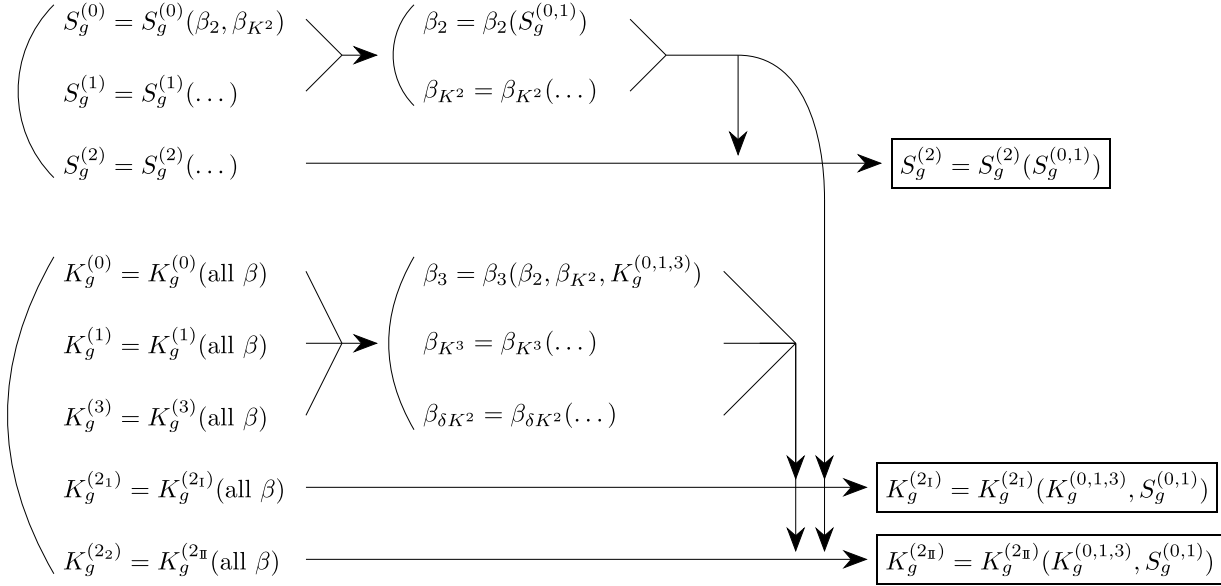 S_g^{(0)} = S_g^{(0)}(β_2, β_{K^2})
β_2 = β_2(S_g^{(0,1)})
S_g^{(1)} = S_g^{(1)}(...)
β_{K^2} = β_{K^2}(...)
S_g^{(2)} = S_g^{(2)}(...)
S_g^{(2)} = S_g^{(2)}(S_g^{(0,1)})
K_g^{(0)} = K_g^{(0)}(all β)
β_3 = β_3(β_2, β_{K^2}, K_g^{(0,1,3)})
K_g^{(1)} = K_g^{(1)}(all β)
β_{K^3} = β_{K^3}(...)
K_g^{(3)} = K_g^{(3)}(all β)
β_{δK^2} = β_{δK^2}(...)
K_g^{(2_1)} = K_g^{(2_I)}(all β)
K_g^{(2_I)} = K_g^{(2_I)}(K_g^{(0,1,3)}, S_g^{(0,1)})
K_g^{(2_2)} = K_g^{(2_Ⅱ}(all β)
K_g^{(2_Ⅱ)} = K_g^{(2_Ⅱ)}(K_g^{(0,1,3)}, S_g^{(0,1)})